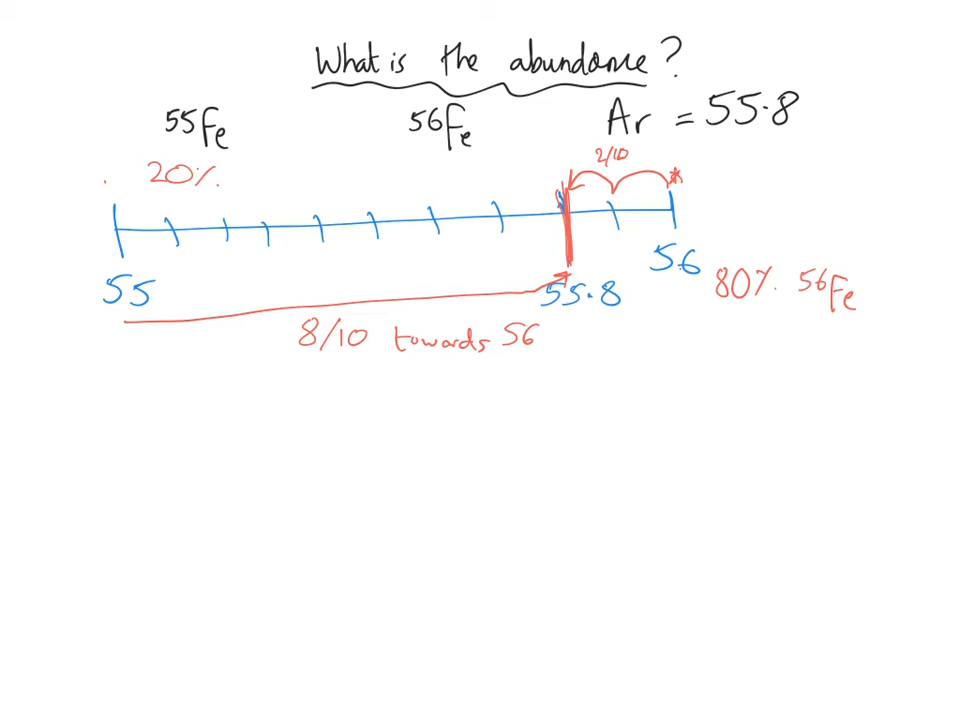 What is the abundance?
55Fe 56Fe Ar = 55.8
20%. 2/10
55 55.8 56 80%. 56Fe
8/10 towards 56